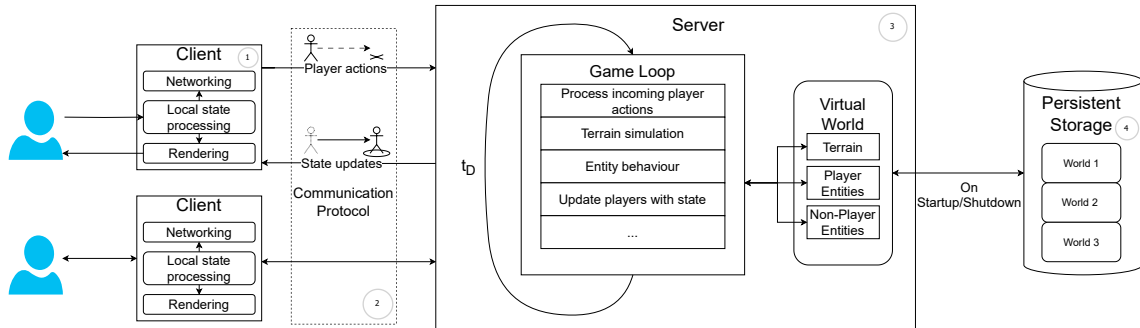 Client
1
Networking
Local state
processing
Rendering
Client
Networking
Local state
processing
Rendering
Player actions
State updates
Communication
Protocol
2
Server
3
t_D
Game Loop
Process incoming player
actions
Terrain simulation
Entity behaviour
Update players with state
...
Virtual
World
Terrain
Player
Entities
Non-Player
Entities
On
Startup/Shutdown
Persistent
Storage
4
World 1
World 2
World 3